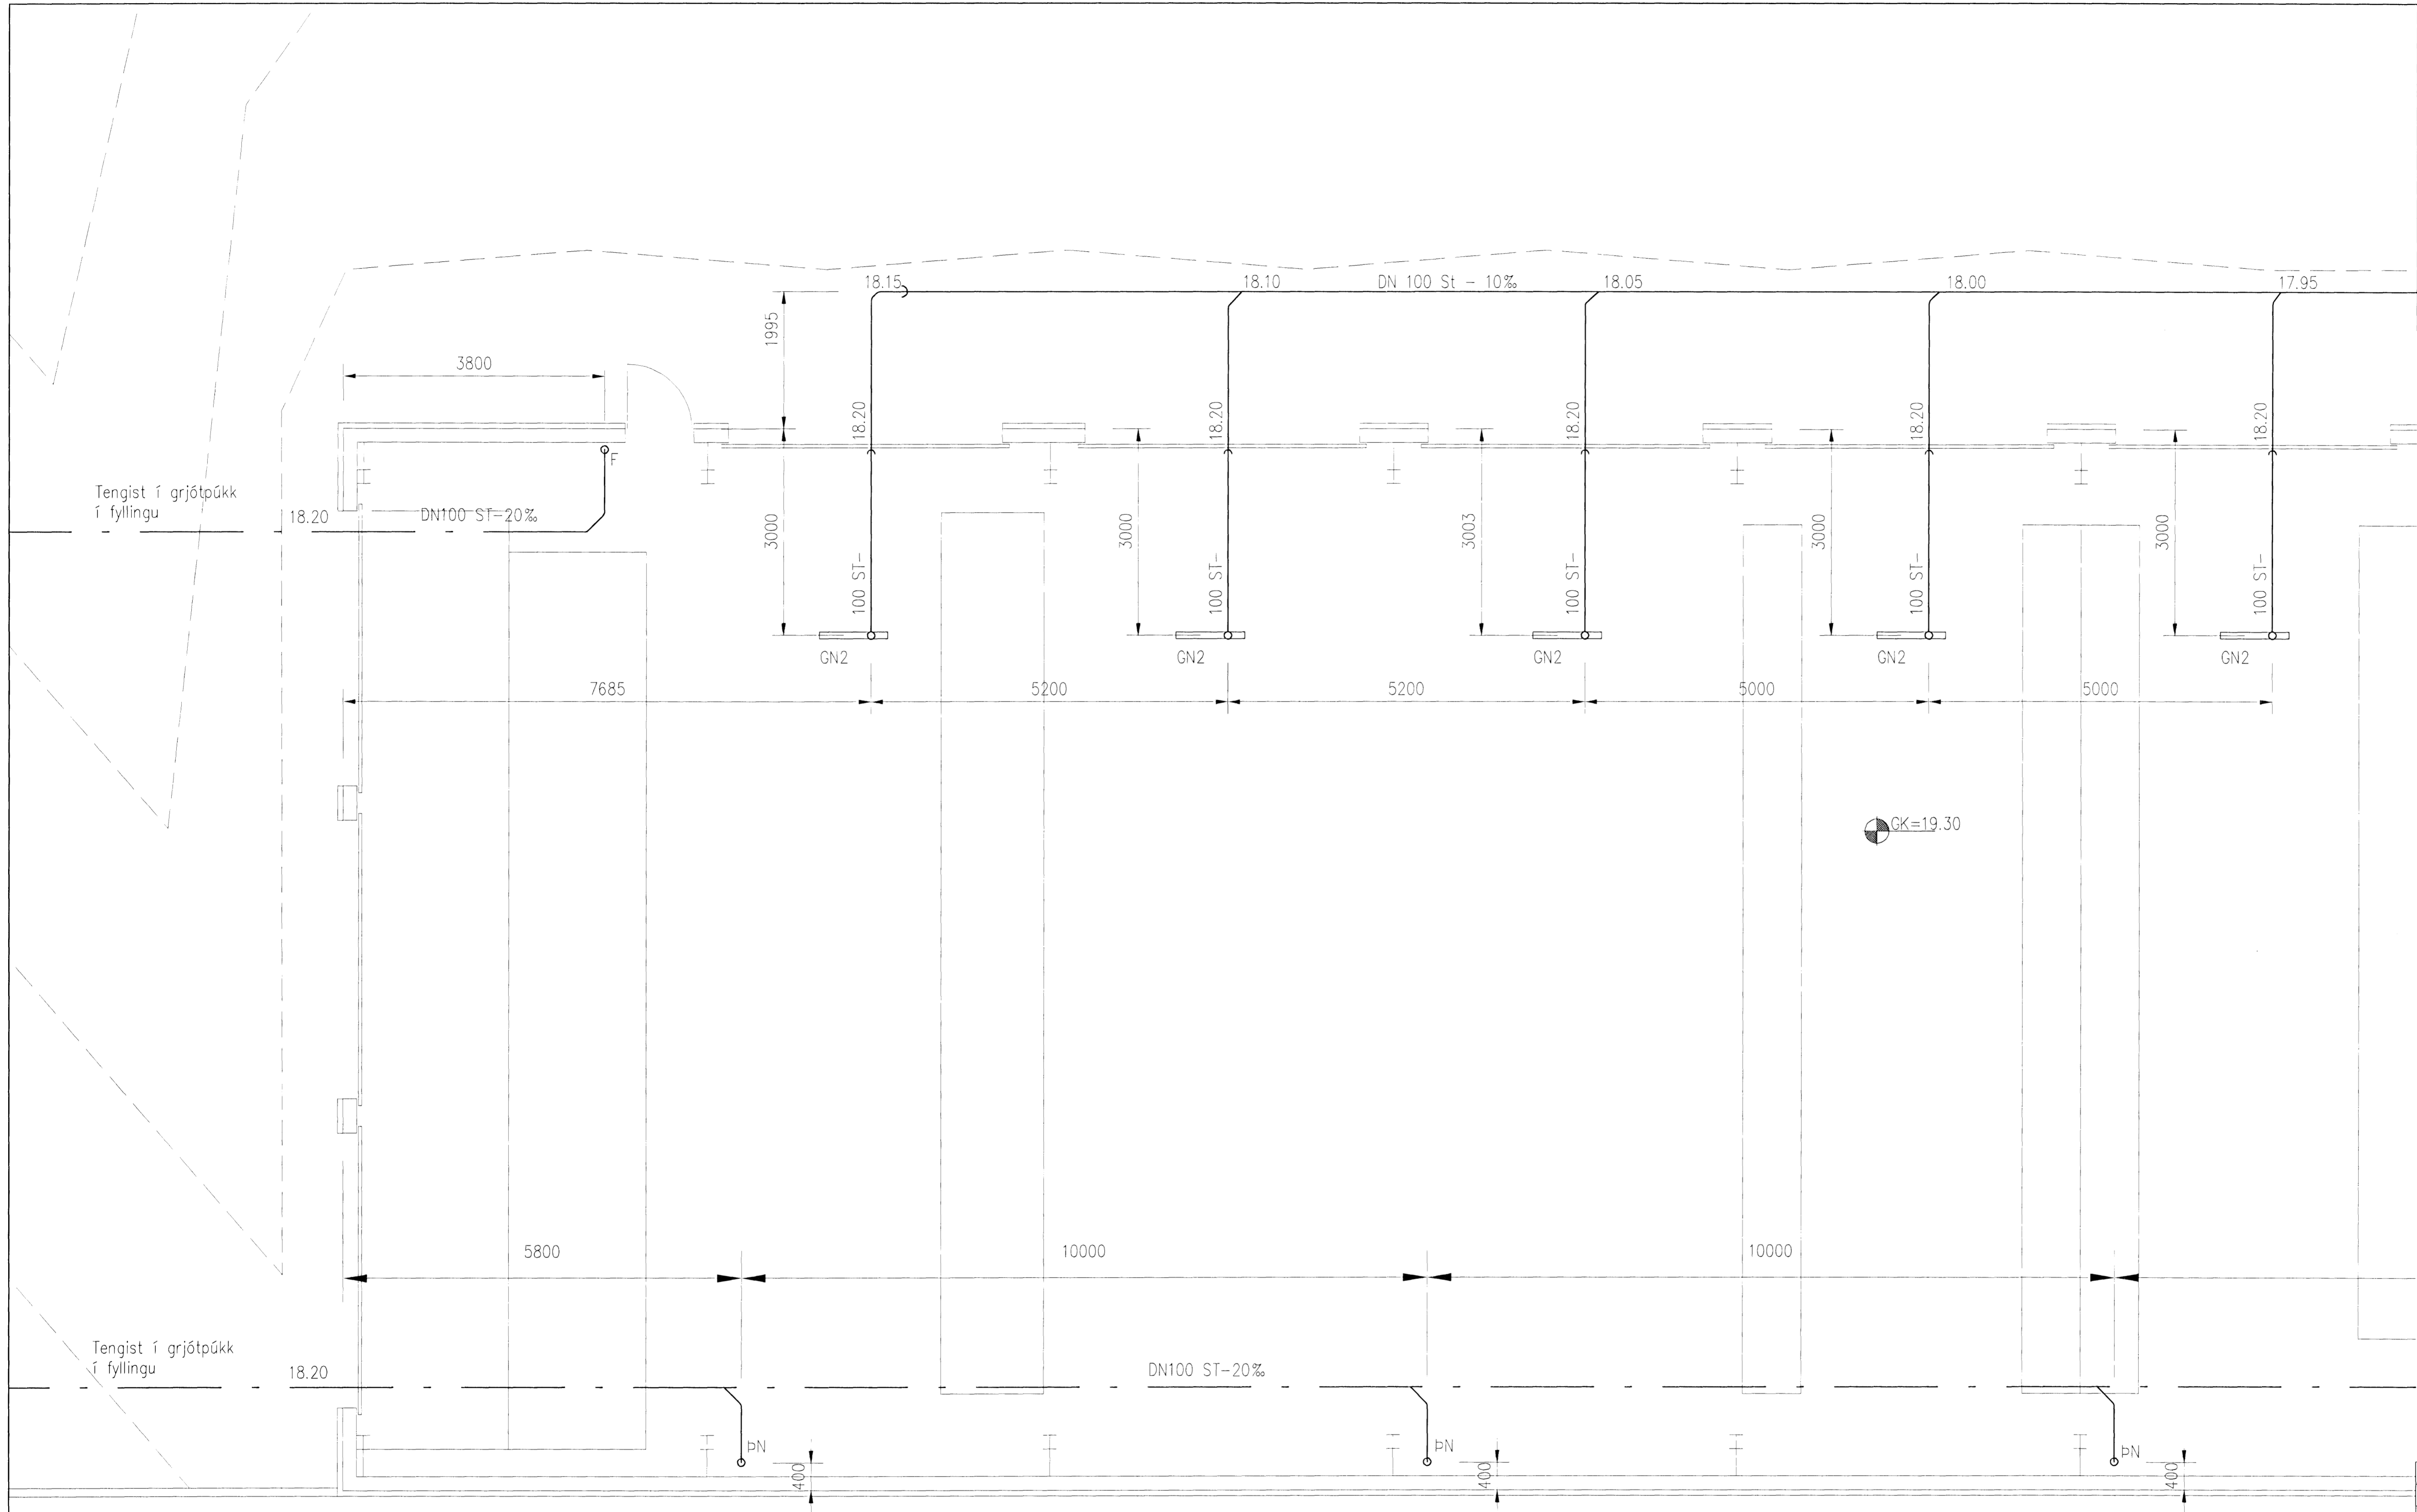 18.15
18.10
DN 100 St - 10‰
18.05
18.00
17.95
1995
3800
18.20
18.20
18.20
18.20
18.20
F
Tengist í grjótpúkk
í fyllingu
18.20
DN100 ST-20‰
3000
3000
3003
3000
3000
100 ST-
100 ST-
100 ST-
100 ST-
100 ST-
GN2
GN2
GN2
GN2
GN2
7685
5200
5200
5000
5000
GK=19.30
5800
10000
10000
Tengist í grjótpúkk
í fyllingu
18.20
DN100 ST-20‰
ÞN
ÞN
ÞN
400
400
400